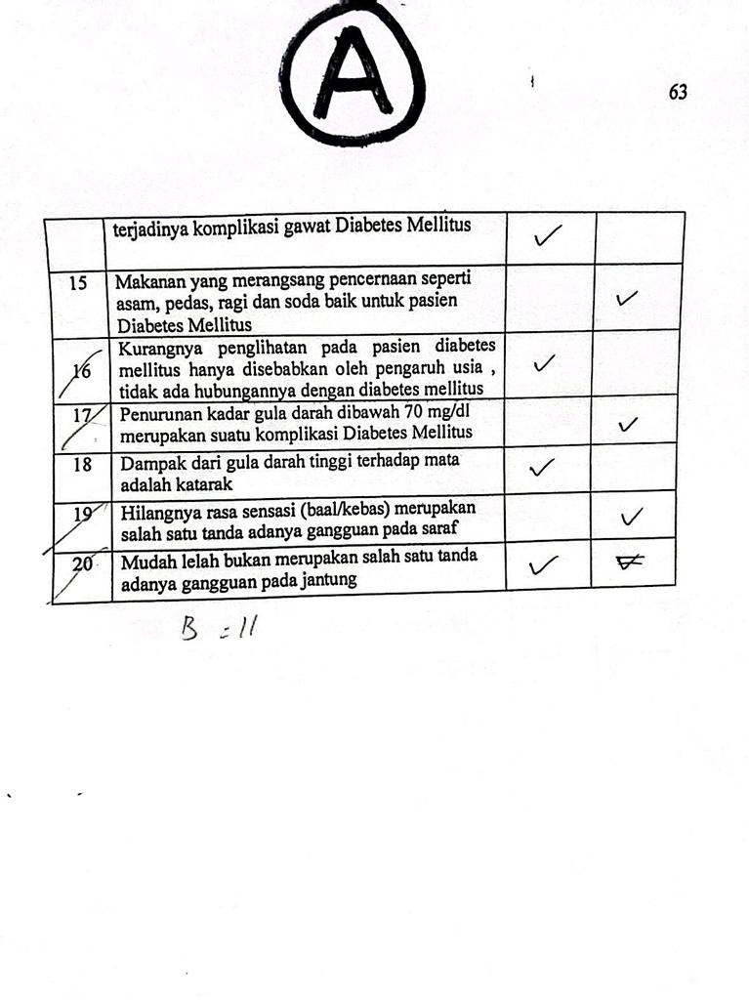 A
63
terjadinya komplikasi gawat Diabetes Mellitus ✓
15 Makanan yang merangsang pencernaan seperti
asam, pedas, ragi dan soda baik untuk pasien ✓
Diabetes Mellitus
Kurangnya penglihatan pada pasien diabetes
16 mellitus hanya disebabkan oleh pengaruh usia , ✓
tidak ada hubungannya dengan diabetes mellitus
17 Penurunan kadar gula darah dibawah 70 mg/dl
merupakan suatu komplikasi Diabetes Mellitus ✓
18 Dampak dari gula darah tinggi terhadap mata ✓
adalah katarak
19 Hilangnya rasa sensasi (baal/kebas) merupakan ✓
salah satu tanda adanya gangguan pada saraf
20 Mudah lelah bukan merupakan salah satu tanda ✓ ✓
adanya gangguan pada jantung
B = 11